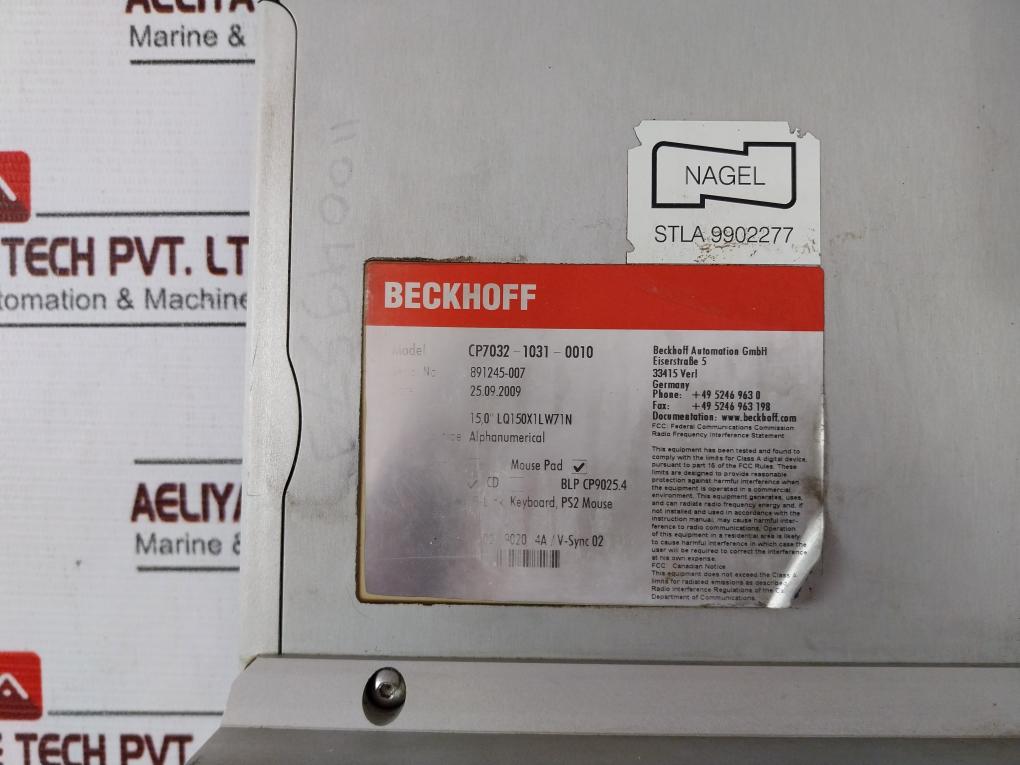 AELIYA
Marine &
TECH PVT. LT
tomation & Machine
AELIYA
Marine &
TECH PVT
NAGEL
STLA 9902277
BECKHOFF
Model CP7032-1031-0010
No 891245-007
25.09.2009
15,0" LQ150X1LW71N
Alphanumerical
Mouse Pad ✓
✓ CD BLP CP9025.4
Keyboard, PS2 Mouse
4A / V-Sync 02
Beckhoff Automation GmbH
Eiserstraße 5
33415 Verl
Germany
Phone: +49 5246 963 0
Fax: +49 5246 963 198
Documentation: www.beckhoff.com
FCC: Federal Communications Commission
Radio Frequency Interference Statement
This equipment has been tested and found to
comply with the limits for Class A digital device,
pursuant to part 15 of the FCC Rules. These
limits are designed to provide reasonable
protection against harmful interference when
the equipment is operated in a commercial
environment. This equipment generates, uses,
and can radiate radio frequency energy and, if
not installed and used in accordance with the
instruction manual, may cause harmful inter-
ference to radio communications. Operation
of this equipment in a residential area is likely
to cause harmful interference in which case the
user will be required to correct the interference
at his own expense.
FCC: Canadian Notice
This equipment does not exceed the Class A
limits for radiated emissions as described
Radio Interference Regulations of the
Department of Communications.